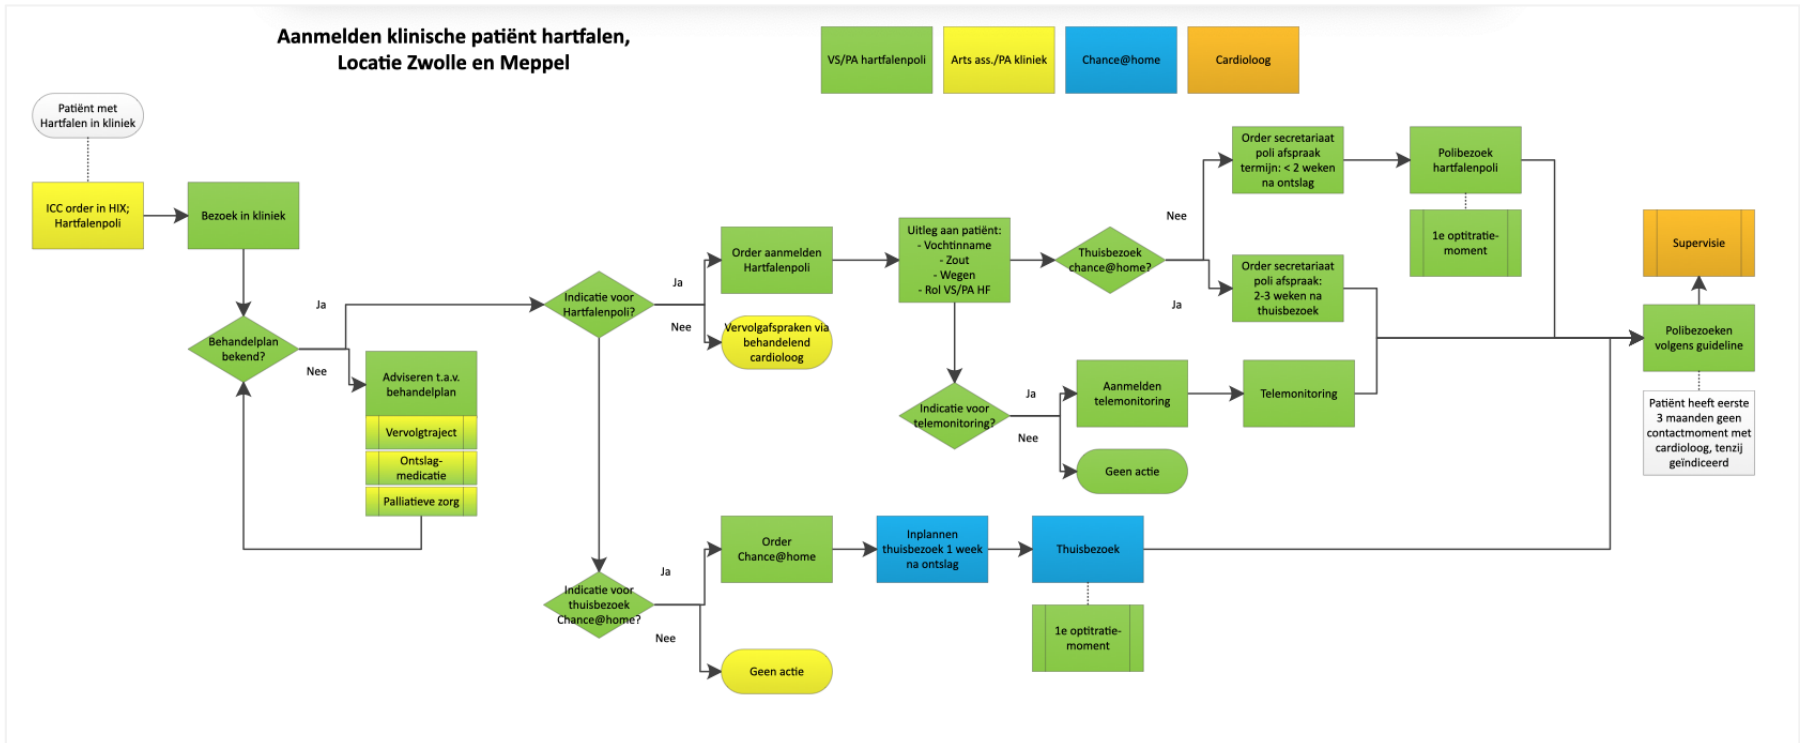 Aanmelden klinische patiënt hartfalen,
Locatie Zwolle en Meppel
VS/PA hartfalenpoli
Arts ass./PA kliniek
Chance@home
Cardioloog
Patiënt met
Hartfalen in kliniek
ICC order in HIX;
Hartfalenpoli
Bezoek in kliniek
Behandelplan
bekend?
Ja
Nee
Adviseren t.a.v.
behandelplan
Vervolgtraject
Ontslag-
medicatie
Palliatieve zorg
Indicatie voor
Hartfalenpoli?
Ja
Nee
Order aanmelden
Hartfalenpoli
Vervolgafspraken via
behandelend
cardioloog
Uitleg aan patiënt:
- Vochtinname
- Zout
- Wegen
- Rol VS/PA HF
Thuisbezoek
chance@home?
Nee
Ja
Order secretariaat
poli afspraak
termijn: < 2 weken
na ontslag
Polibezoek
hartfalenpoli
1e optitratie-
moment
Order secretariaat
poli afspraak:
2-3 weken na
thuisbezoek
Indicatie voor
telemonitoring?
Ja
Nee
Aanmelden
telemonitoring
Telemonitoring
Geen actie
Supervisie
Polibezoeken
volgens guideline
Patiënt heeft eerste
3 maanden geen
contactmoment met
cardioloog, tenzij
geïndiceerd
Indicatie voor
thuisbezoek
Chance@home?
Ja
Nee
Order
Chance@home
Inplannen
thuisbezoek 1 week
na ontslag
Thuisbezoek
1e optitratie-
moment
Geen actie